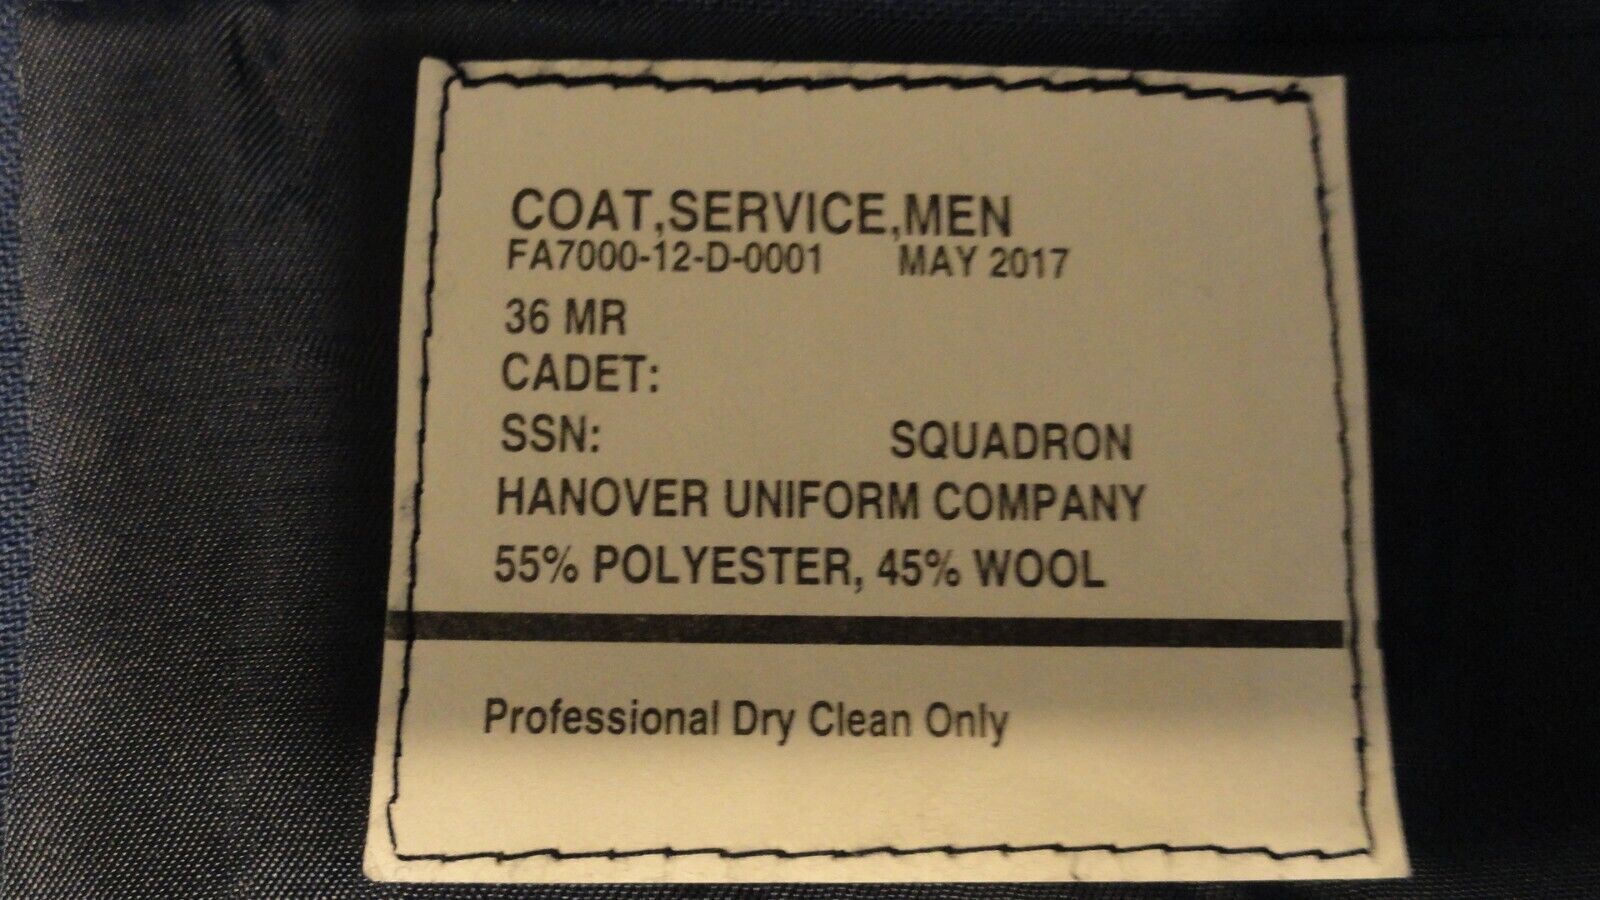 COAT,SERVICE,MEN
FA7000-12-D-0001 MAY 2017
36 MR
CADET:
SSN: SQUADRON
HANOVER UNIFORM COMPANY
55% POLYESTER, 45% WOOL
Professional Dry Clean Only